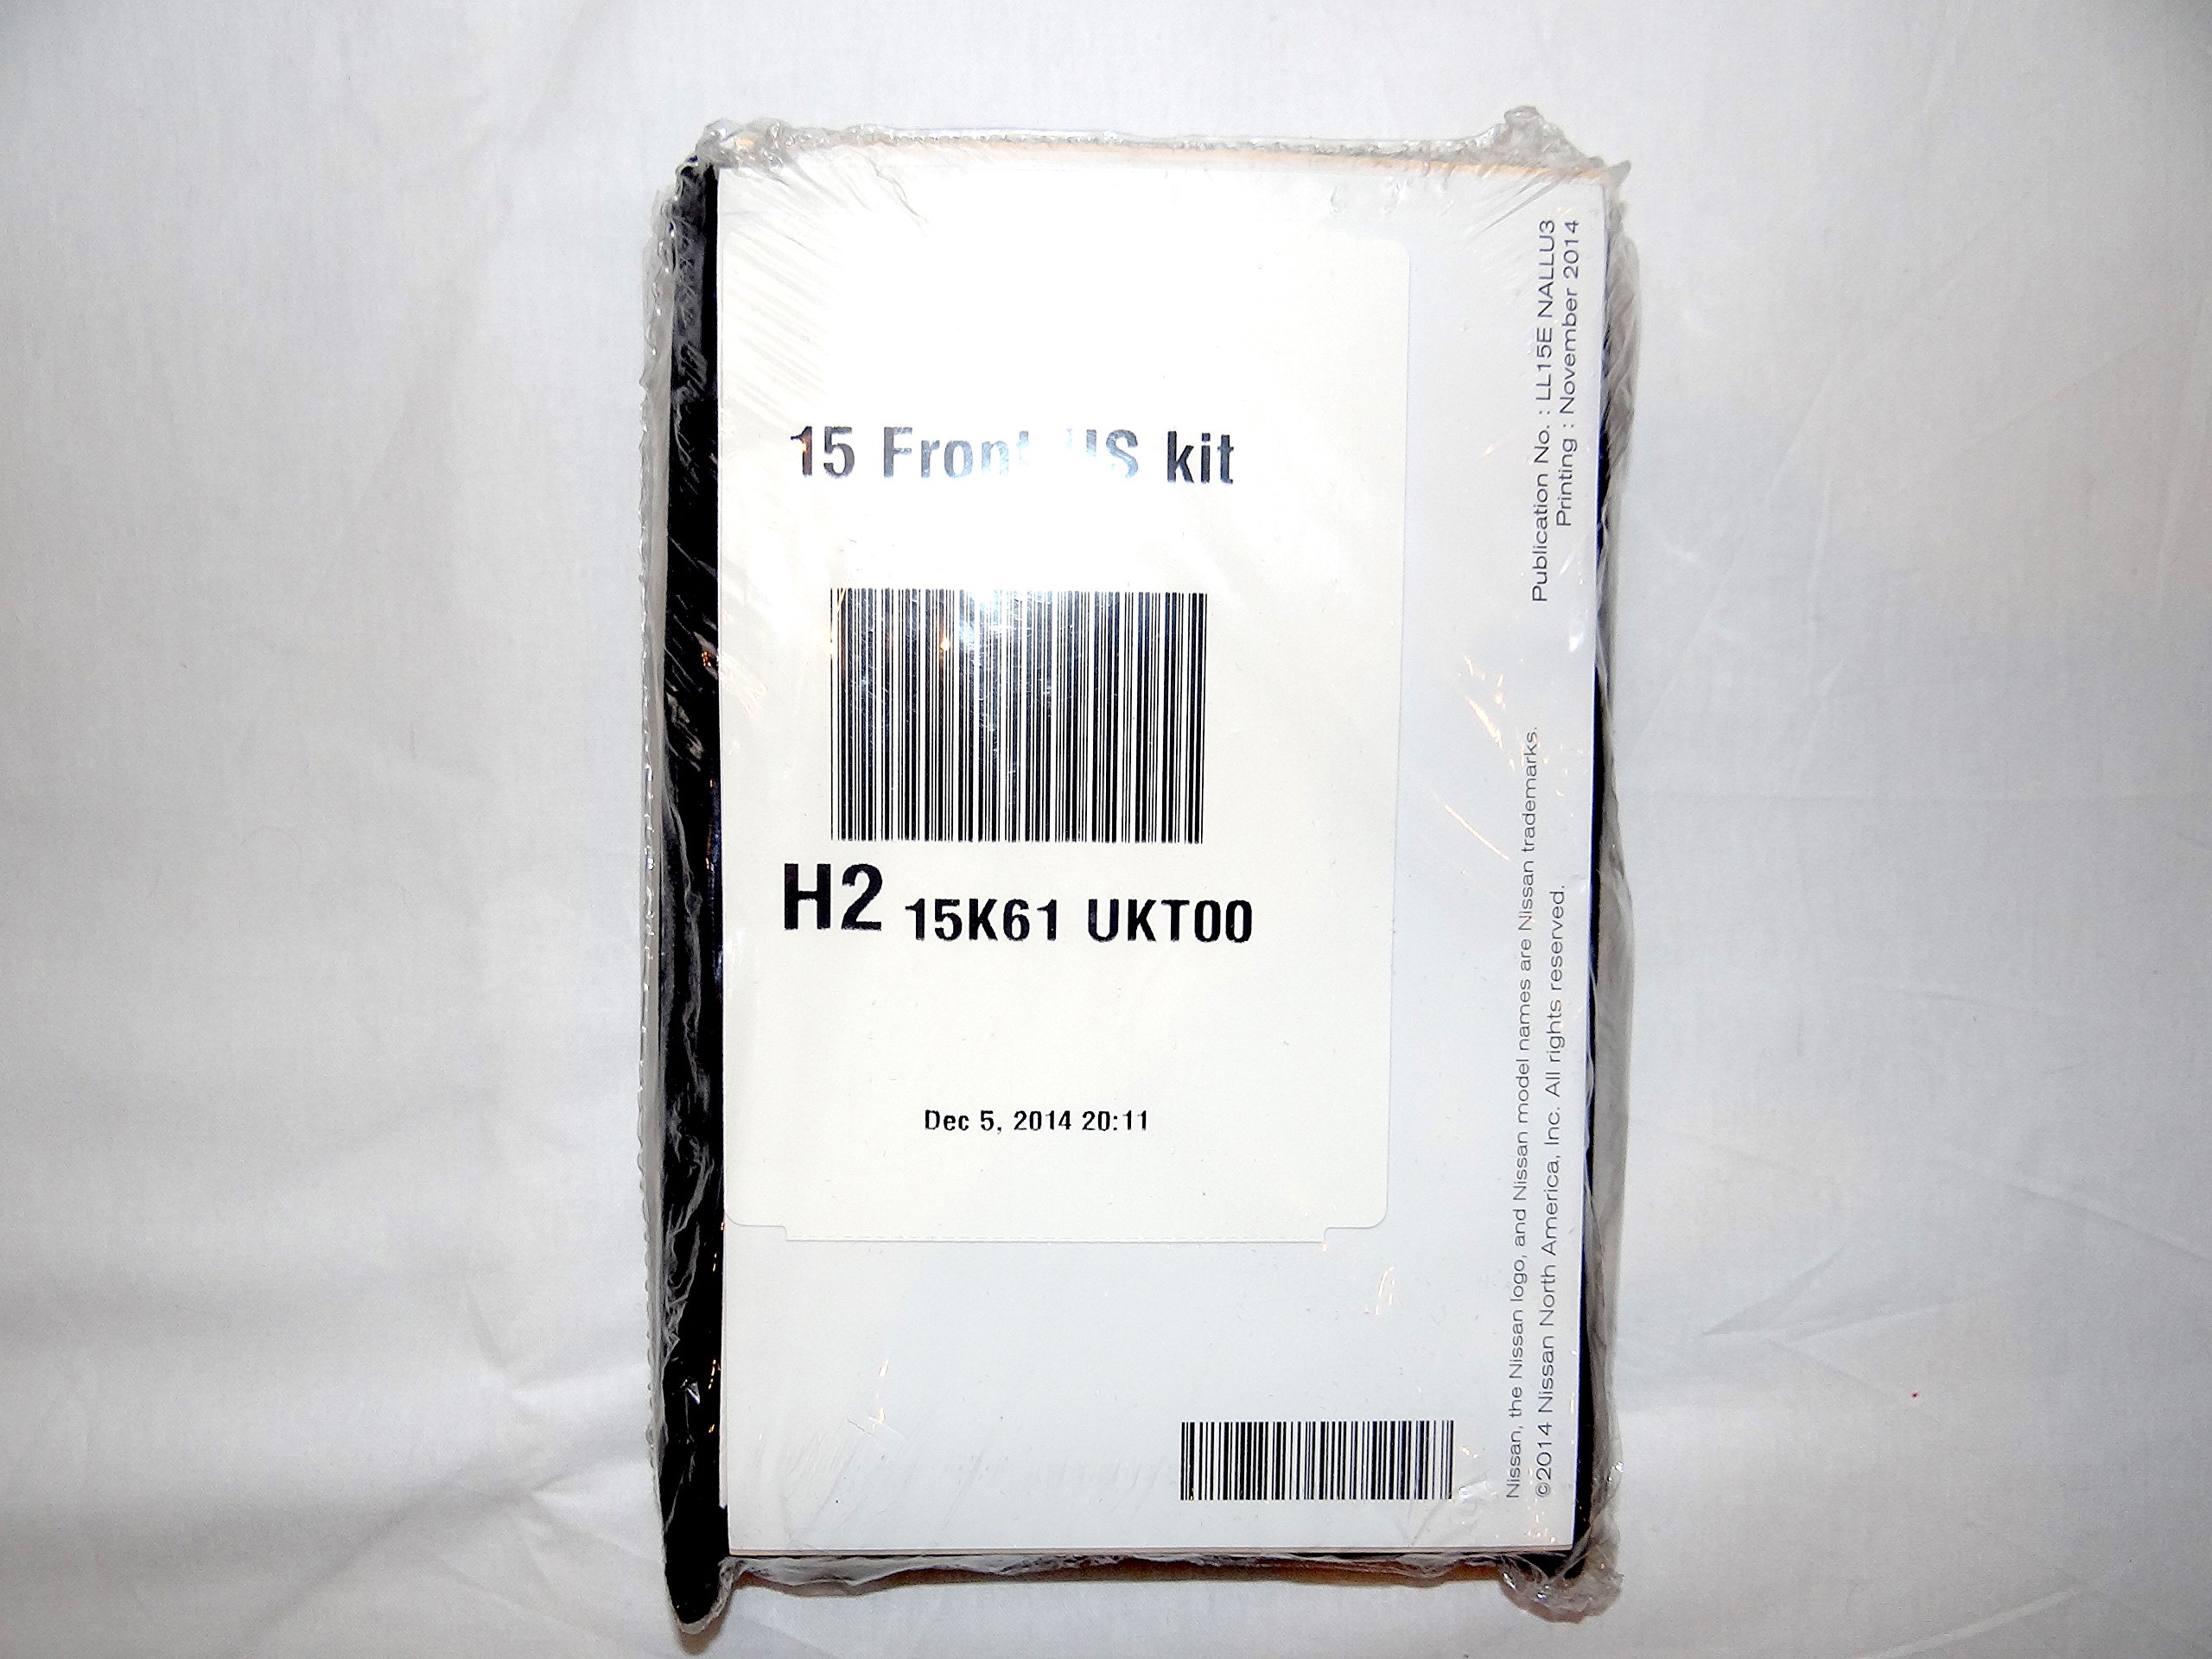 15 Front US kit
H2 15K61 UKT00
Dec 5, 2014 20:11
Publication No. : LL15E NALLU3
Printing : November 2014
Nissan, the Nissan logo, and Nissan model names are Nissan trademarks.
©2014 Nissan North America, Inc. All rights reserved.